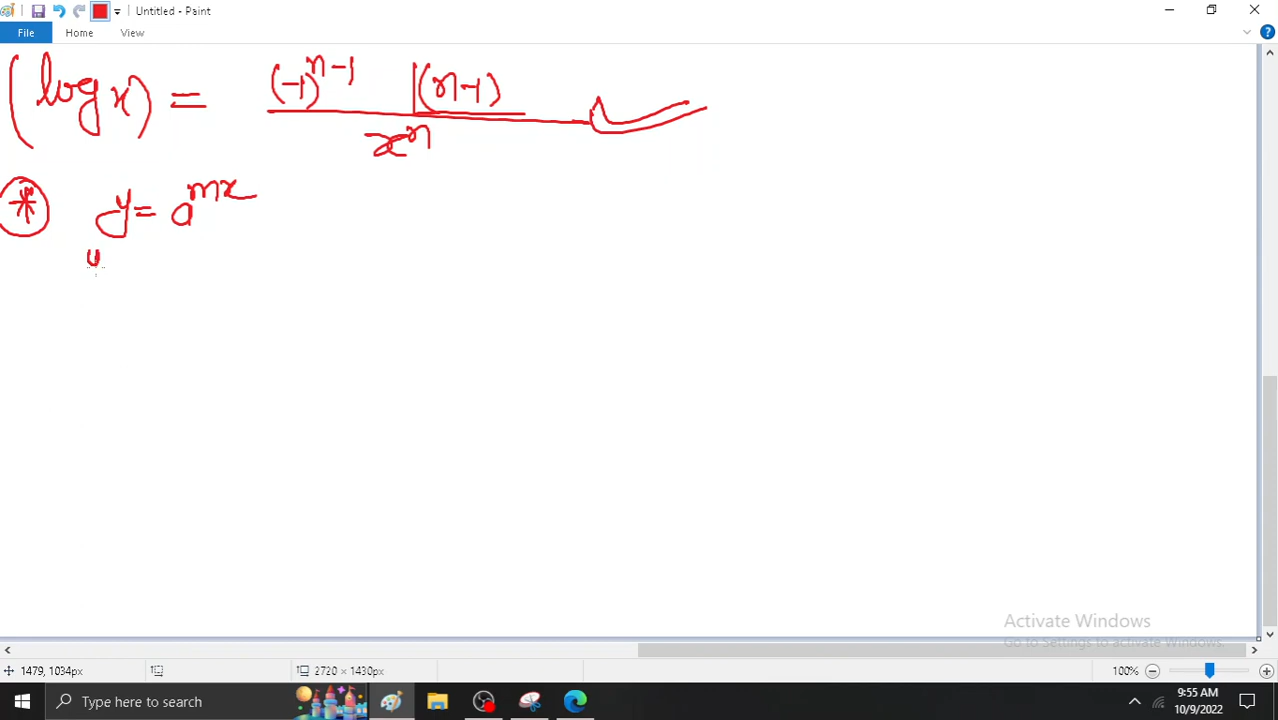 Untitled - Paint
File Home View
(log x) = (-1)^{n-1} |(n-1) / x^n
* y = a^{mx}
Activate Windows
Go to Settings to activate Windows.
1479, 1034px 2720 × 1430px 100%
Type here to search
9:55 AM
10/9/2022